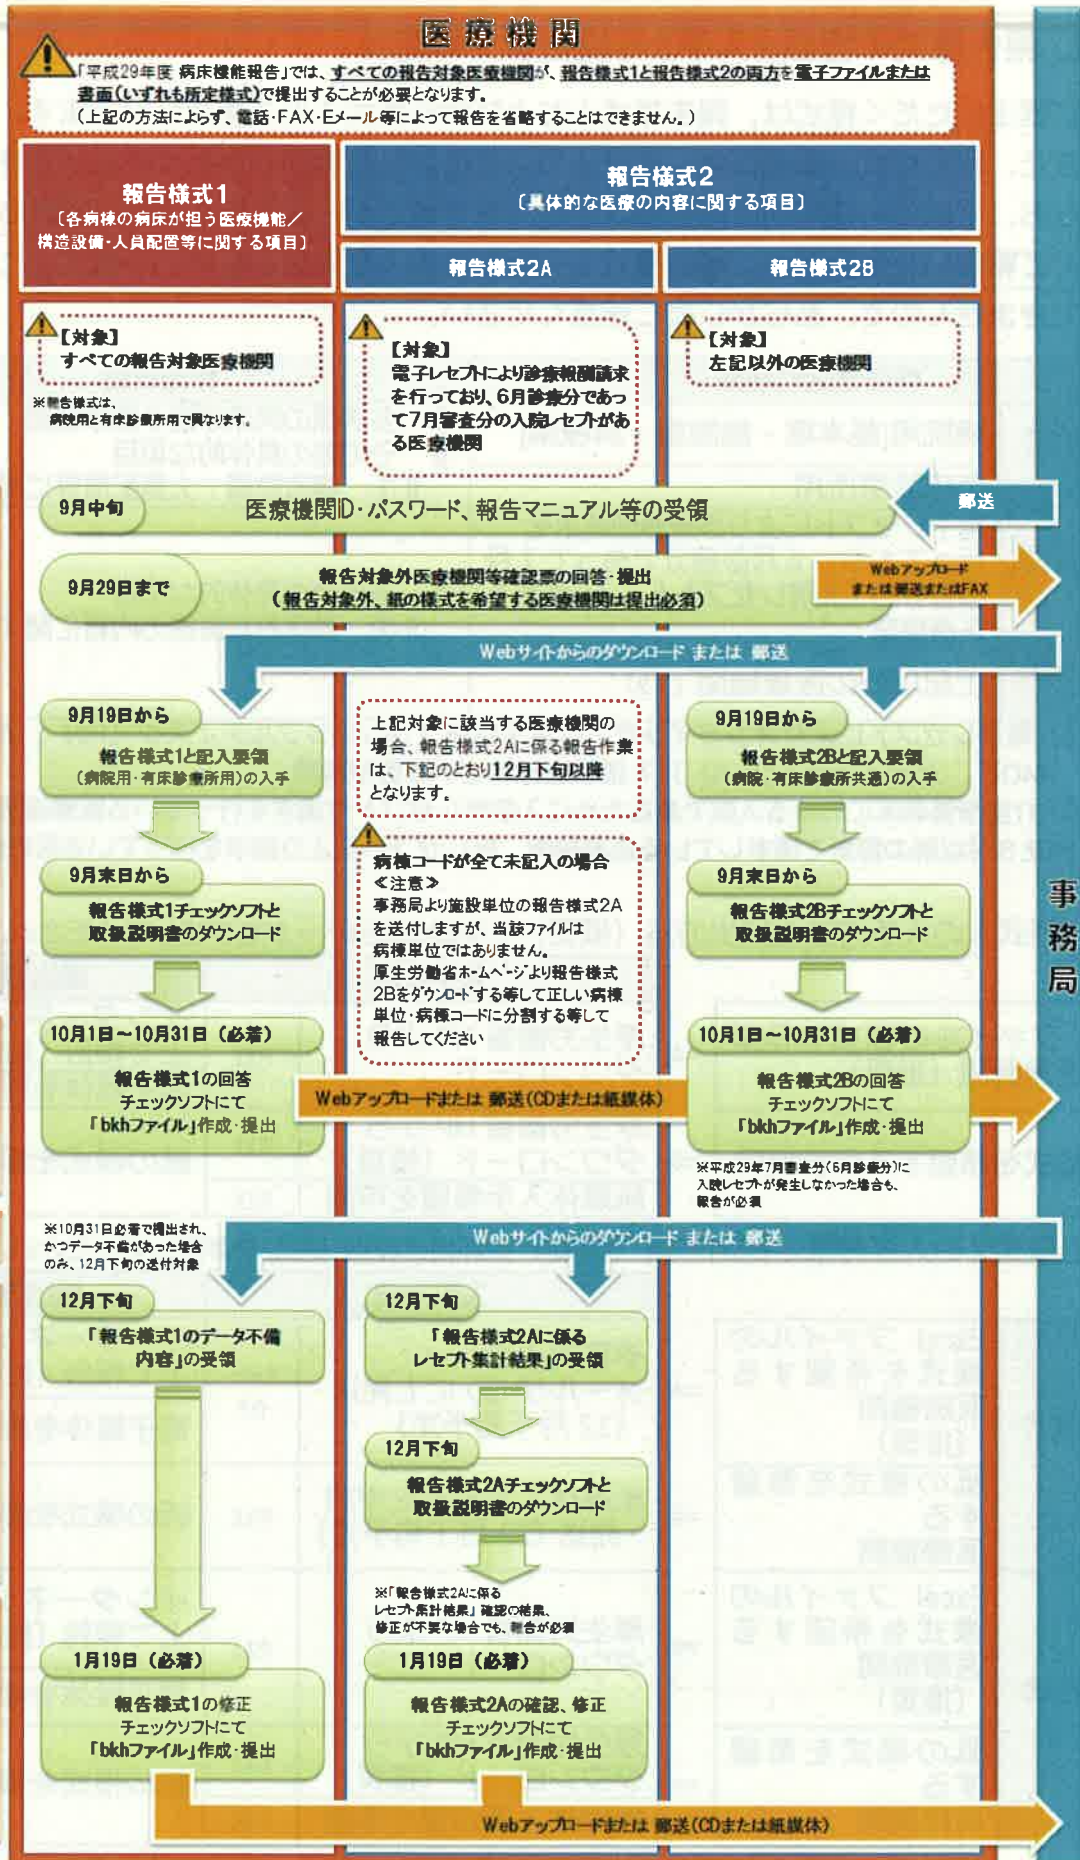 医療機関
「平成29年度 病床機能報告」では、すべての報告対象医療機関が、報告様式1と報告様式2の両方を電子ファイルまたは
書面(いずれも所定様式)で提出することが必要となります。
(上記の方法によらず、電話・FAX・Eメール等によって報告を省略することはできません。)
報告様式1
〔各病棟の病床が担う医療機能／
構造設備・人員配置等に関する項目〕
報告様式2
〔具体的な医療の内容に関する項目〕
報告様式2A
報告様式2B
【対象】
すべての報告対象医療機関
※報告様式は、
病院用と有床診療所用で異なります。
【対象】
電子レセプトにより診療報酬請求
を行っており、6月診療分であっ
て7月審査分の入院レセプトがあ
る医療機関
【対象】
左記以外の医療機関
9月中旬
医療機関ID・パスワード、報告マニュアル等の受領
郵送
9月29日まで
報告対象外医療機関等確認票の回答・提出
(報告対象外、紙の様式を希望する医療機関は提出必須)
Webアップロード
または郵送またはFAX
Webサイトからのダウンロード または 郵送
9月19日から
報告様式1と記入要領
(病院用・有床診療所用)の入手
9月末日から
報告様式1チェックソフトと
取扱説明書のダウンロード
10月1日～10月31日（必着）
報告様式1の回答
チェックソフトにて
「bkhファイル」作成・提出
上記対象に該当する医療機関の
場合、報告様式2Aに係る報告作業
は、下記のとおり12月下旬以降
となります。
病棟コードが全て未記入の場合
≪注意≫
事務局より施設単位の報告様式2A
を送付しますが、当該ファイルは
病棟単位ではありません。
厚生労働省ホームページより報告様式
2Bをダウンロードする等して正しい病棟
単位・病棟コードに分割する等して
報告してください
9月19日から
報告様式2Bと記入要領
(病院・有床診療所共通)の入手
9月末日から
報告様式2Bチェックソフトと
取扱説明書のダウンロード
10月1日～10月31日（必着）
報告様式2Bの回答
チェックソフトにて
「bkhファイル」作成・提出
Webアップロードまたは 郵送(CDまたは紙媒体)
※平成29年7月審査分(6月診療分)に
入院レセプトが発生しなかった場合も、
報告が必須
事務局
※10月31日必着で提出され、
かつデータ不備があった場合
のみ、12月下旬の送付対象
Webサイトからのダウンロード または 郵送
12月下旬
「報告様式1のデータ不備
内容」の受領
12月下旬
「報告様式2Aに係る
レセプト集計結果」の受領
12月下旬
報告様式2Aチェックソフトと
取扱説明書のダウンロード
※「報告様式2Aに係る
レセプト集計結果」確認の結果、
修正が不要な場合でも、報告が必須
1月19日（必着）
報告様式1の修正
チェックソフトにて
「bkhファイル」作成・提出
1月19日（必着）
報告様式2Aの確認、修正
チェックソフトにて
「bkhファイル」作成・提出
Webアップロードまたは 郵送(CDまたは紙媒体)